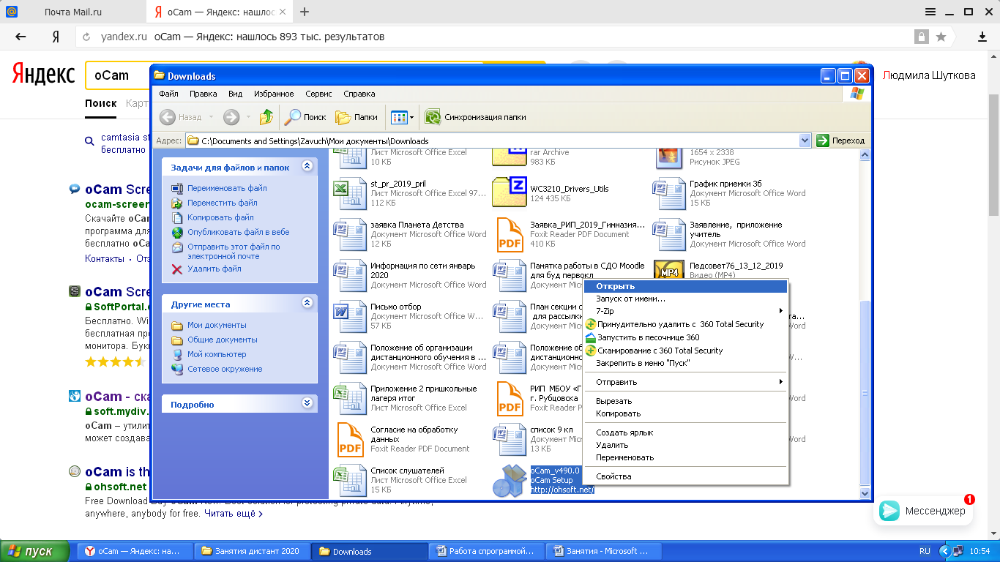 Почта Mail.ru
oCam — Яндекс: нашлос
yandex.ru oCam — Яндекс: нашлось 893 тыс. результатов
Яндекс
oCam
Людмила Шуткова
Поиск
Карт
camtasia st
бесплатно
oCam Scre
ocam-screer
Скачайте oCam
программа для
бесплатно oCa
Контакты · Отз
oCam Scre
SoftPortal.c
Бесплатно. Wi
бесплатная пр
монитора. Букв
oCam - ска
soft.mydiv.
oCam – утилит
может создава
oCam is th
ohsoft.net
anywhere, anybody for free. Читать ещё >
Downloads
Файл Правка Вид Избранное Сервис Справка
Назад Поиск Папки Синхронизация папки
Адрес: C:\Documents and Settings\Zavuch\Мои документы\Downloads Переход
Задачи для файлов и папок
Переименовать файл
Переместить файл
Копировать файл
Опубликовать файл в вебе
Отправить этот файл по
электронной почте
Удалить файл
Другие места
Мои документы
Общие документы
Мой компьютер
Сетевое окружение
Подробно
Лист Microsoft Office Excel
10 КБ
rar Archive
983 КБ
1654 x 2338
Рисунок JPEG
st_pr_2019_pril
Лист Microsoft Office Excel 97...
112 КБ
WC3210_Drivers_Utils
124 435 КБ
График приемки 3б
Документ Microsoft Office Word
15 КБ
заявка Планета Детства
Документ Microsoft Office Word
12 КБ
Заявка_РИП_2019_Гимназия...
Foxit Reader PDF Document
410 КБ
Заявление, приложение
учитель
Документ Microsoft Office Word
Информация по сети январь
2020
Документ Microsoft Office Word
Памятка работы в СДО Moodle
для буд первокл
Документ Mic
Педсовет76_13_12_2019
Видео (MP4)
Письмо отбор
Документ Microsoft Office W...
57 КБ
План секции с
для рассылки
Документ Mic
та...
Положение об организации
дистанционного обучения в ...
Документ Microsoft Office Word
Положение об
дистанционног
Документ Mic
W...
Приложение 2 пришкольные
лагеря итог
Лист Microsoft Office Excel
РИП МБОУ «Г
г. Рубцовска
Foxit Reader P
Word
Согласие на обработку
данных
Foxit Reader PDF Document
список 9 кл
Документ Mic
13 КБ
Word
Список слушателей
Лист Microsoft Office Excel
15 КБ
oCam_v490.0
oCam Setup
http://ohsoft.net/
Открыть
Запуск от имени...
7-Zip
Принудительно удалить с 360 Total Security
Запустить в песочнице 360
Сканирование с 360 Total Security
Закрепить в меню "Пуск"
Отправить
Вырезать
Копировать
Создать ярлык
Удалить
Переименовать
Свойства
Мессенджер
1
пуск
oCam — Яндекс: на...
Занятия дистант 2020
Downloads
Работа спрограммой...
Занятия - Microsoft ...
RU
10:54